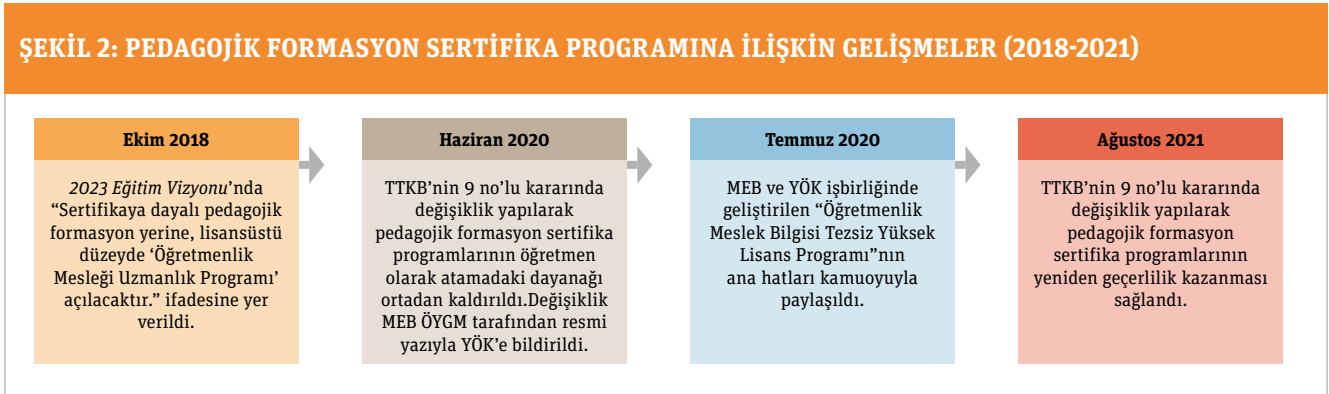 ŞEKİL 2: PEDAGOJİK FORMASYON SERTİFİKA PROGRAMINA İLİŞKİN GELİŞMELER (2018-2021)
Ekim 2018
2023 Eğitim Vizyonu’nda
“Sertifikaya dayalı pedagojik
formasyon yerine, lisansüstü
düzeyde ‘Öğretmenlik
Mesleği Uzmanlık Programı’
açılacaktır.” ifadesine yer
verildi.
Haziran 2020
TTKB’nin 9 no’lu kararında
değişiklik yapılarak
pedagojik formasyon sertifika
programlarının öğretmen
olarak atamadaki dayanağı
ortadan kaldırıldı.Değişiklik
MEB ÖYGM tarafından resmi
yazıyla YÖK’e bildirildi.
Temmuz 2020
MEB ve YÖK işbirliğinde
geliştirilen “Öğretmenlik
Meslek Bilgisi Tezsiz Yüksek
Lisans Programı”nın
ana hatları kamuoyuyla
paylaşıldı.
Ağustos 2021
TTKB’nin 9 no’lu kararında
değişiklik yapılarak
pedagojik formasyon
sertifika programlarının
yeniden geçerlilik kazanması
sağlandı.